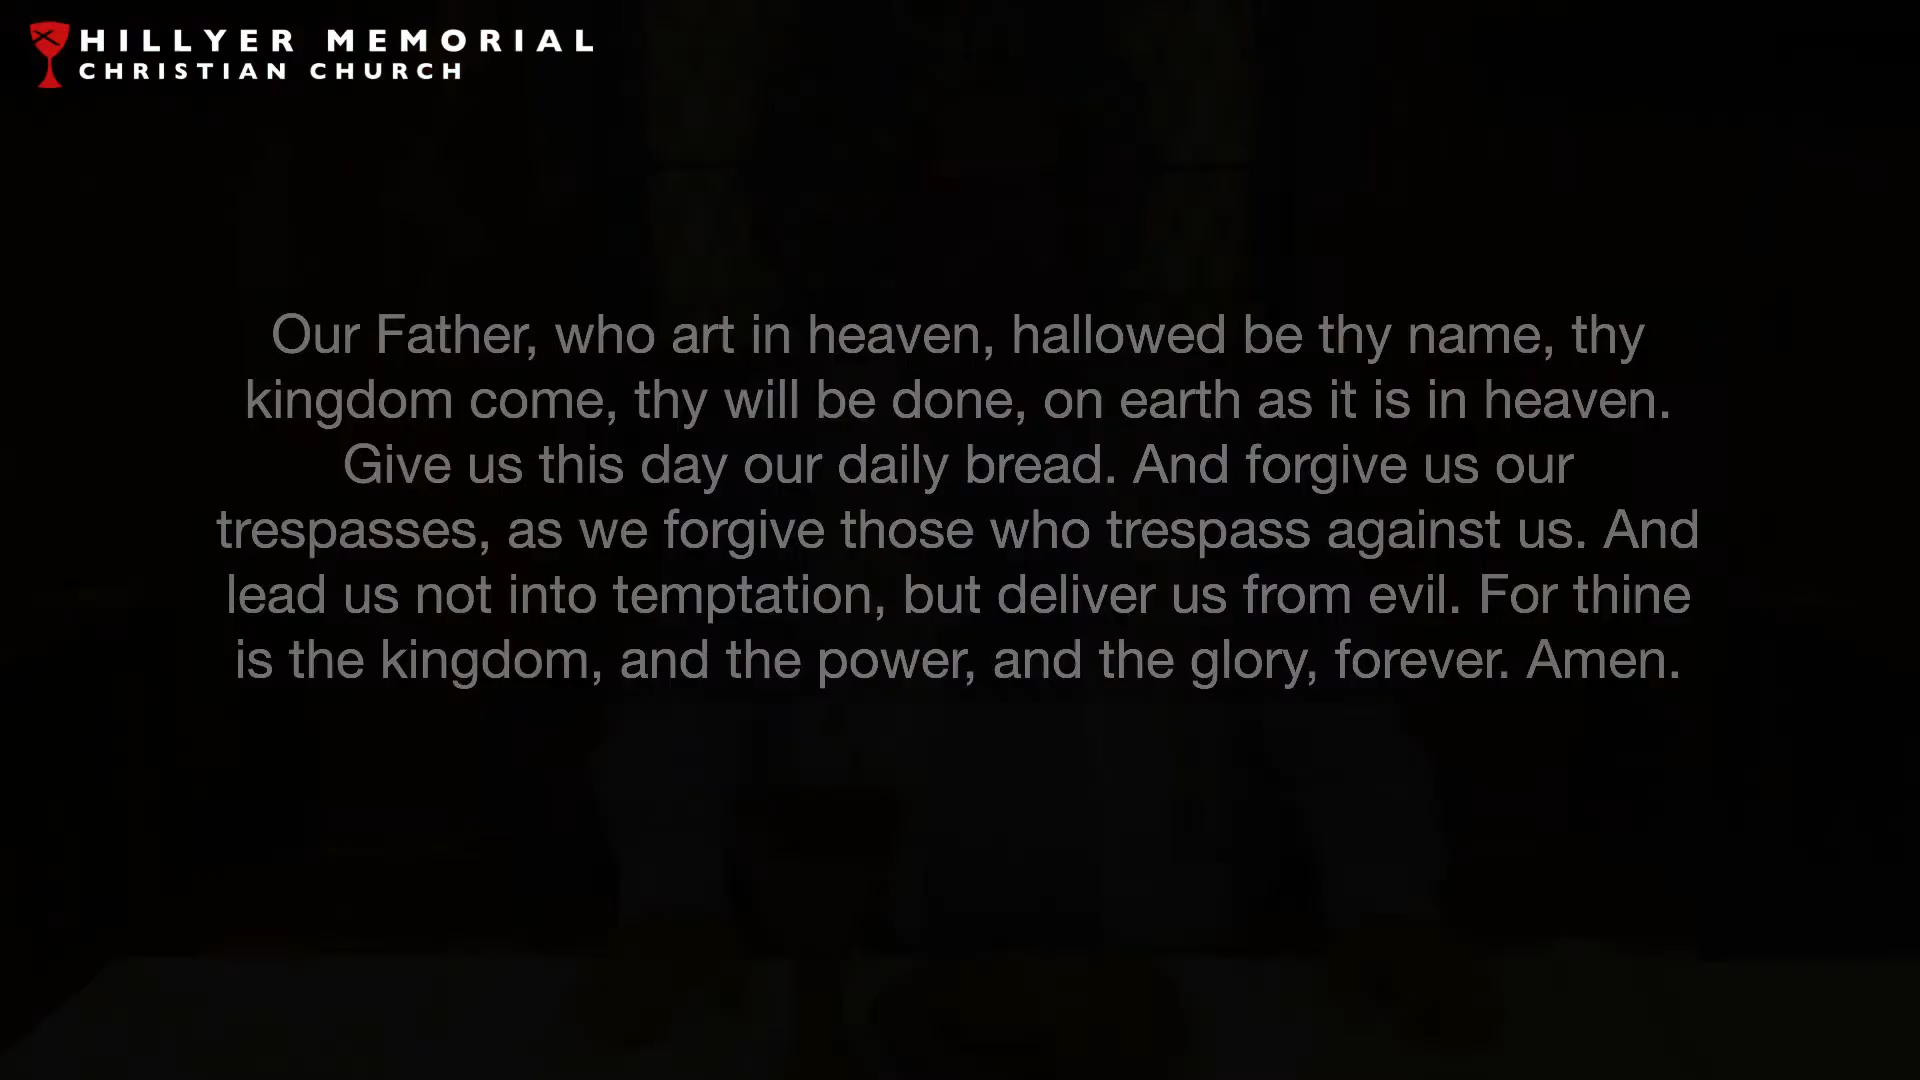 HILLYER MEMORIAL
CHRISTIAN CHURCH
Our Father, who art in heaven, hallowed be thy name, thy
kingdom come, thy will be done, on earth as it is in heaven.
Give us this day our daily bread. And forgive us our
trespasses, as we forgive those who trespass against us. And
lead us not into temptation, but deliver us from evil. For thine
is the kingdom, and the power, and the glory, forever. Amen.